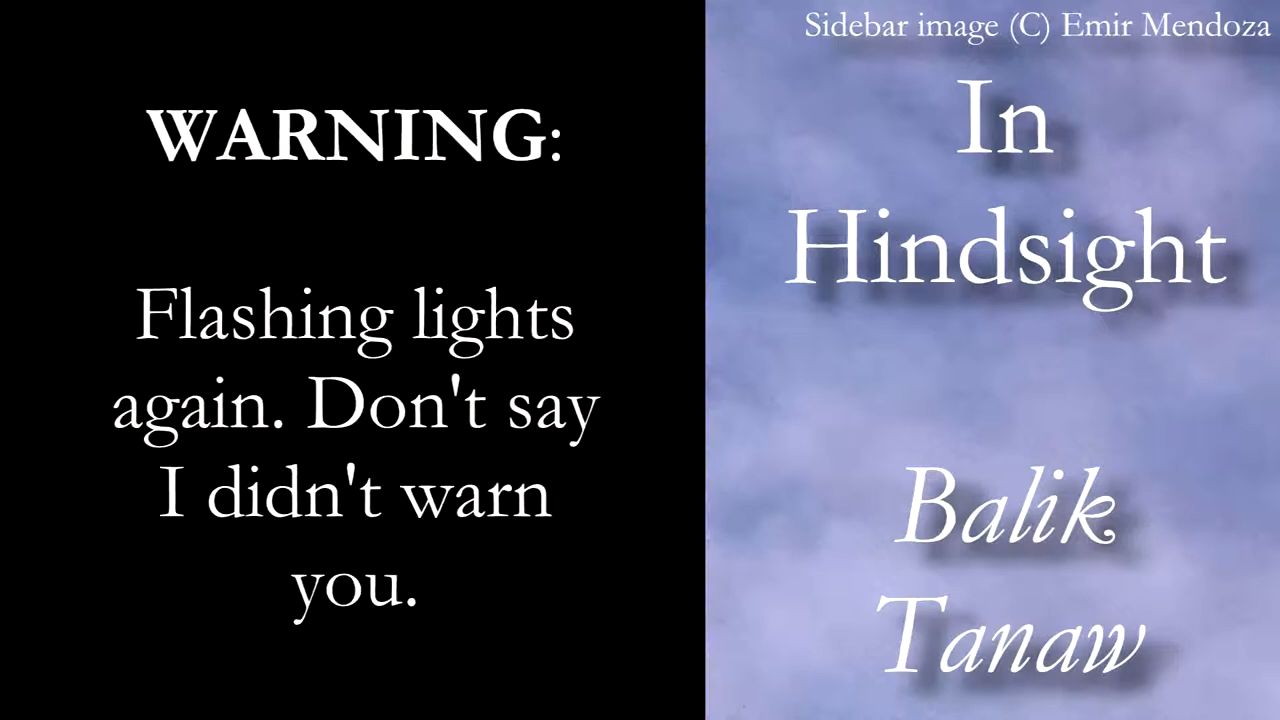 WARNING:
Flashing lights
again. Don't say
I didn't warn
you.
Sidebar image (C) Emir Mendoza
In
Hindsight
Balik
Tanaw